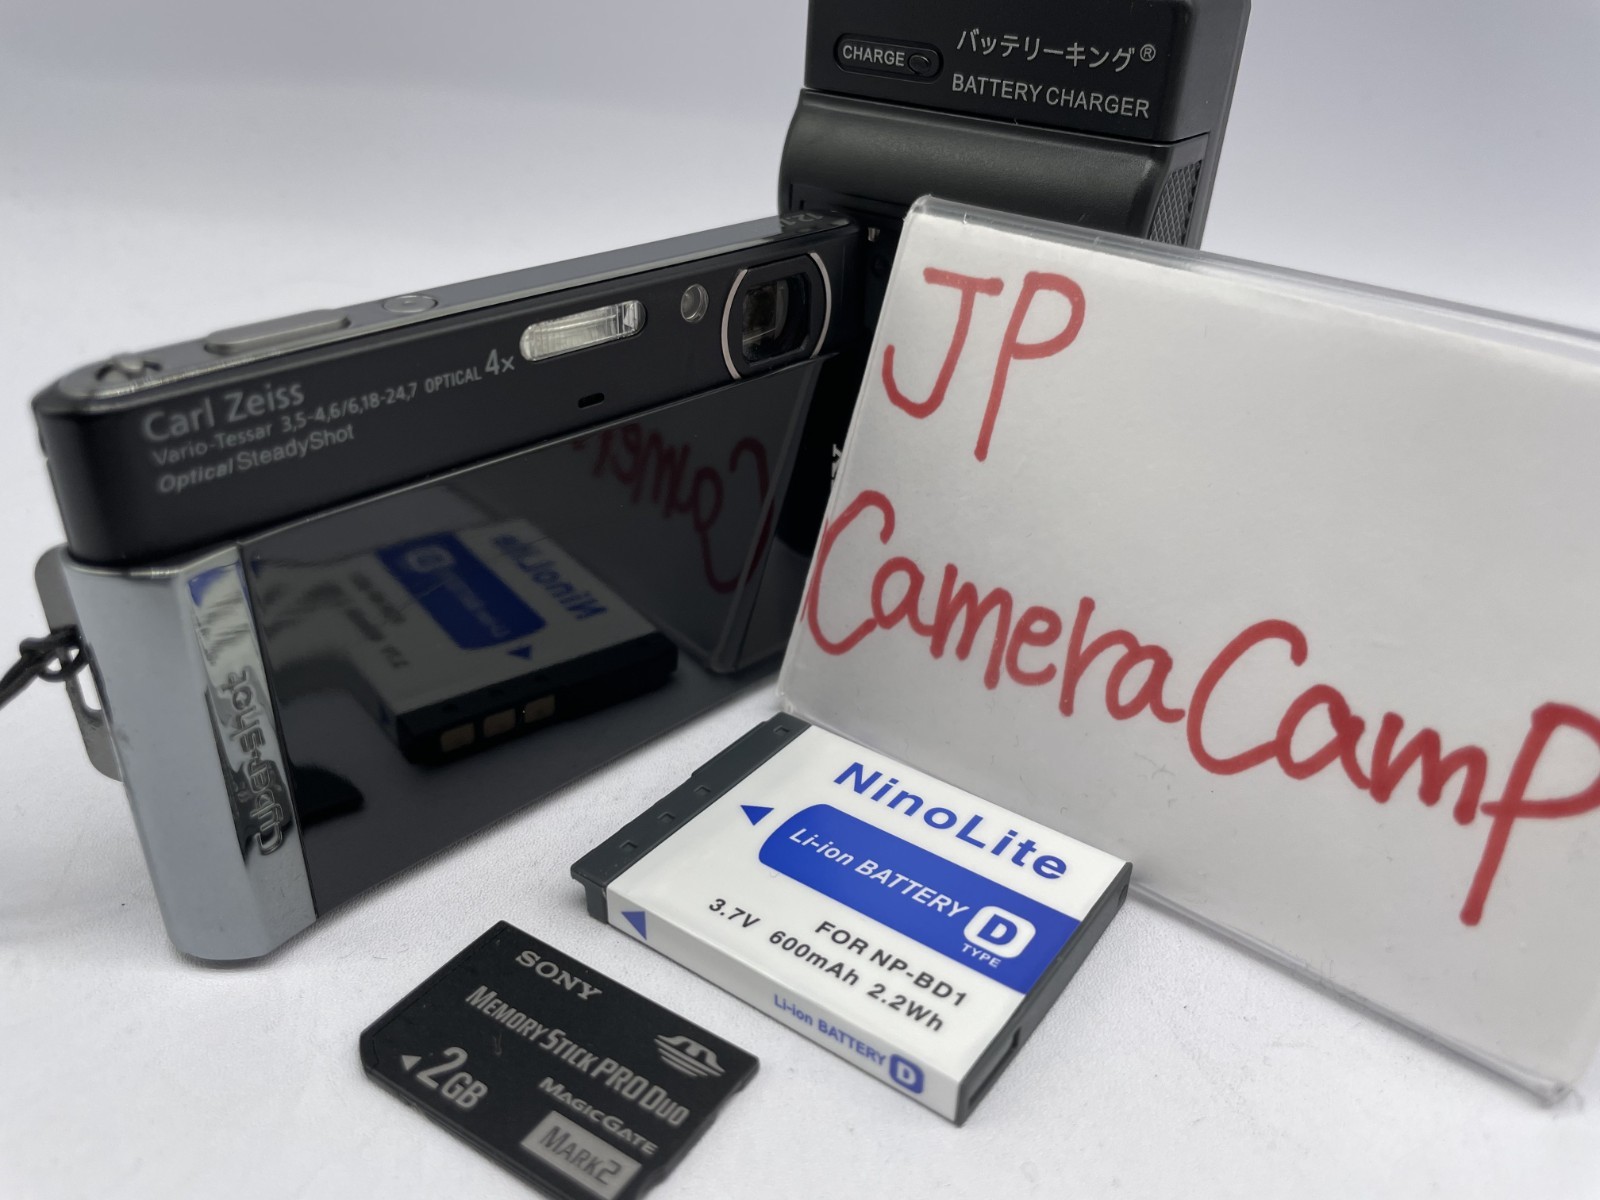 CHARGE
バッテリーキング®
BATTERY CHARGER
12.1
Carl Zeiss
Vario-Tessar 3,5-4,6/6,18-24,7 OPTICAL 4x
Optical SteadyShot
Cyber-shot
JP
CameraCamp
NinoLite
Li-ion BATTERY D
TYPE
FOR NP-BD1
3.7V 600mAh 2.2Wh
Li-ion BATTERY D
SONY
MEMORY STICK PRO DUO
2GB
MAGICGATE
MARK2